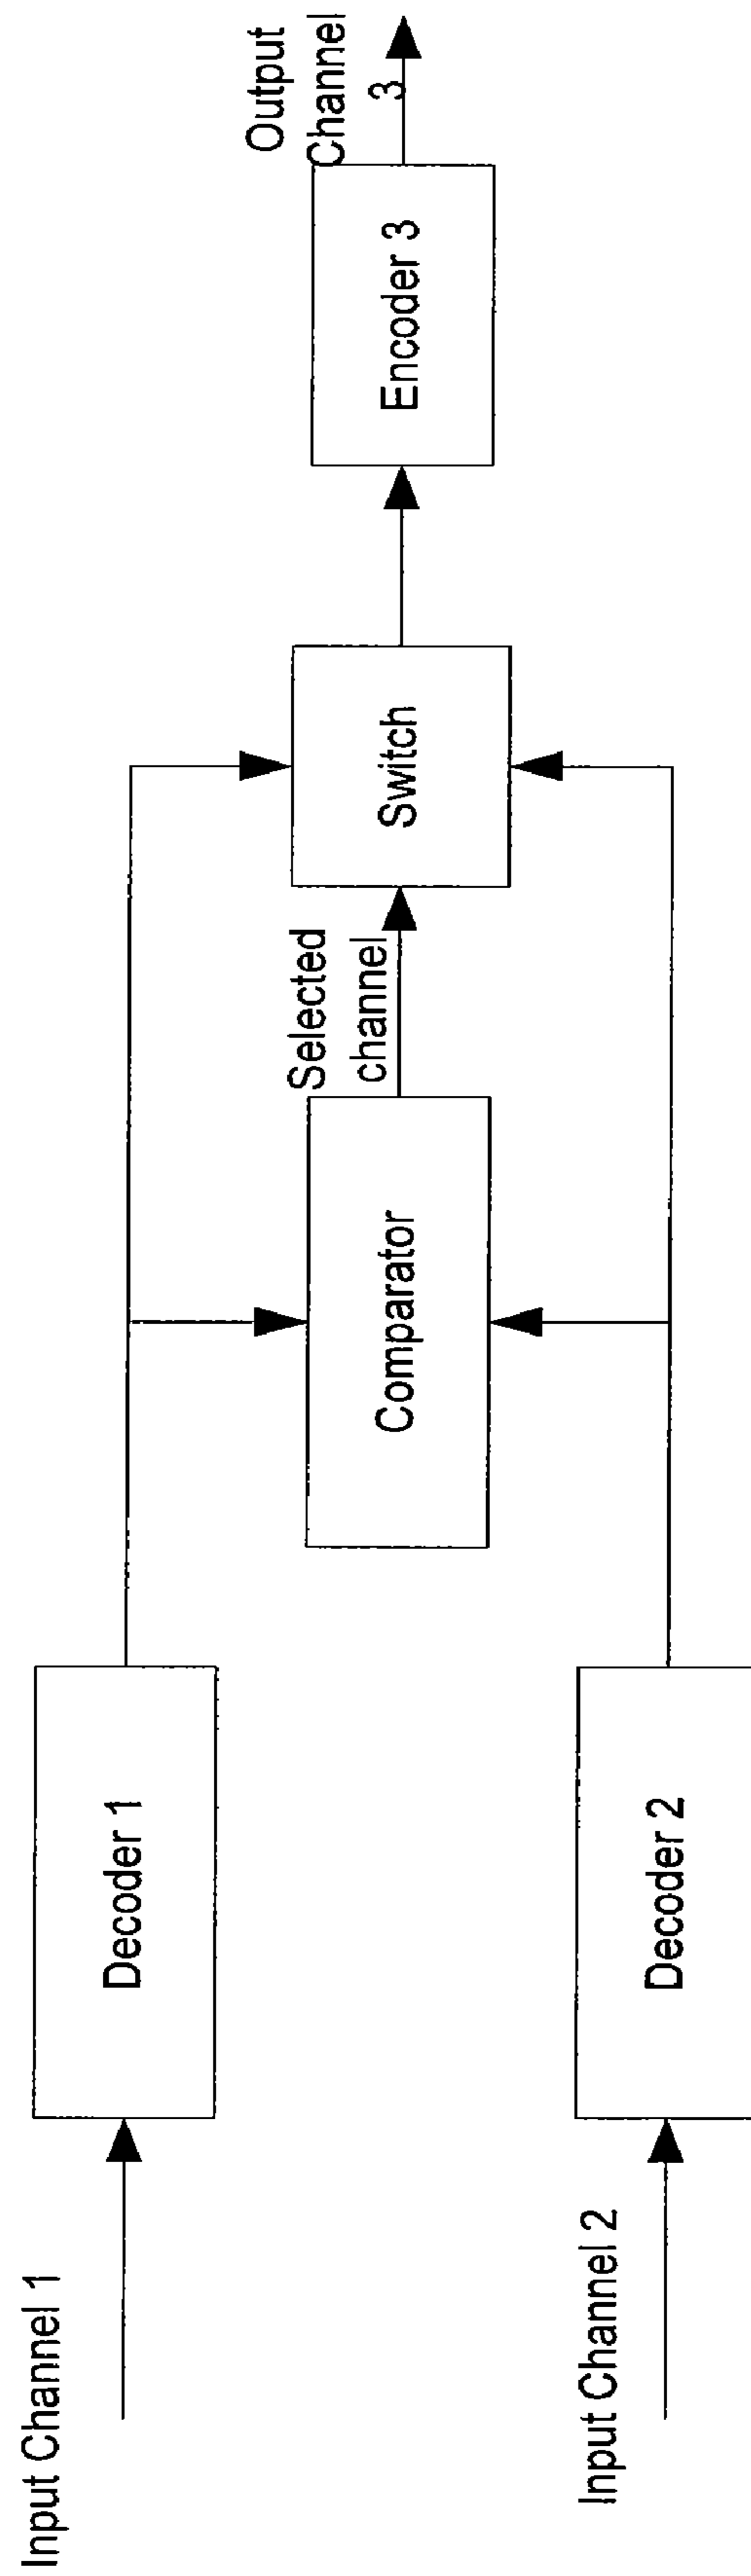 Input Channel 1
Decoder 1
Input Channel 2
Decoder 2
Comparator
Selected
channel
Switch
Encoder 3
Output
Channel
3